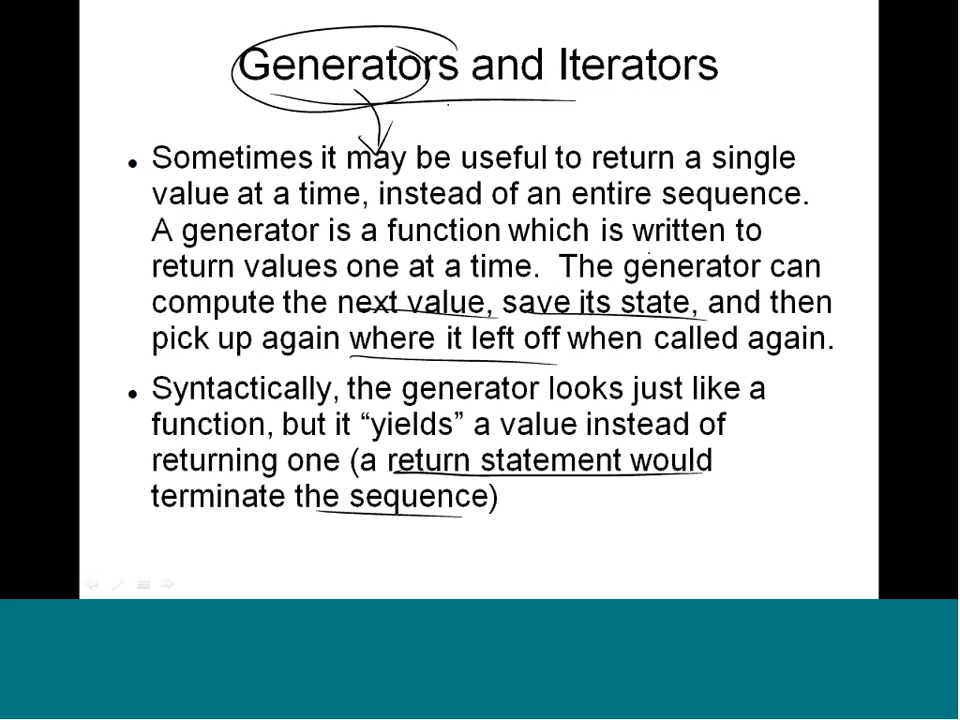 Generators and Iterators
Sometimes it may be useful to return a single
value at a time, instead of an entire sequence.
A generator is a function which is written to
return values one at a time. The generator can
compute the next value, save its state, and then
pick up again where it left off when called again.
Syntactically, the generator looks just like a
function, but it “yields” a value instead of
returning one (a return statement would
terminate the sequence)